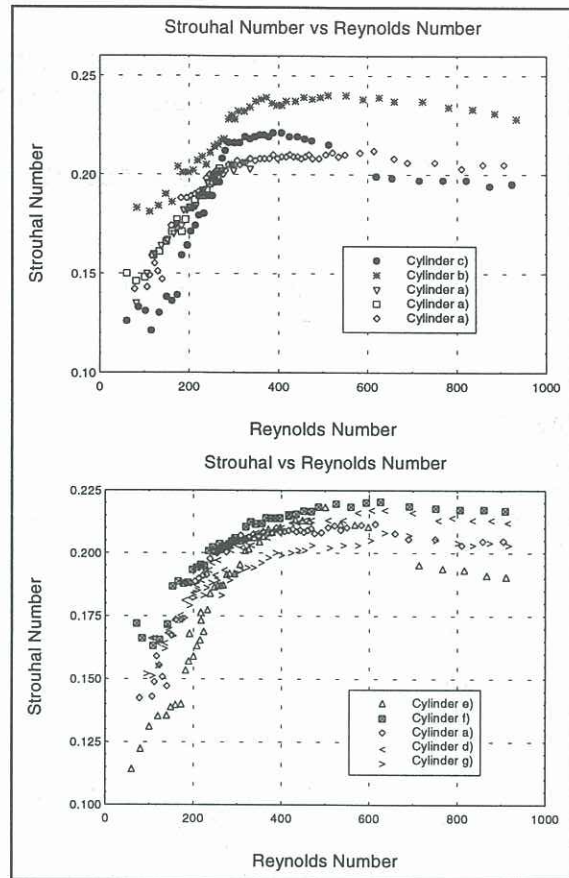 Strouhal Number vs Reynolds Number
Strouhal Number
0.25
0.20
0.15
0.10
Cylinder c)
Cylinder b)
Cylinder a)
Cylinder a)
Cylinder a)
0
200
400
600
800
1000
Reynolds Number
Strouhal vs Reynolds Number
Strouhal Number
0.225
0.200
0.175
0.150
0.125
0.100
Cylinder e)
Cylinder f)
Cylinder a)
Cylinder d)
Cylinder g)
0
200
400
600
800
1000
Reynolds Number